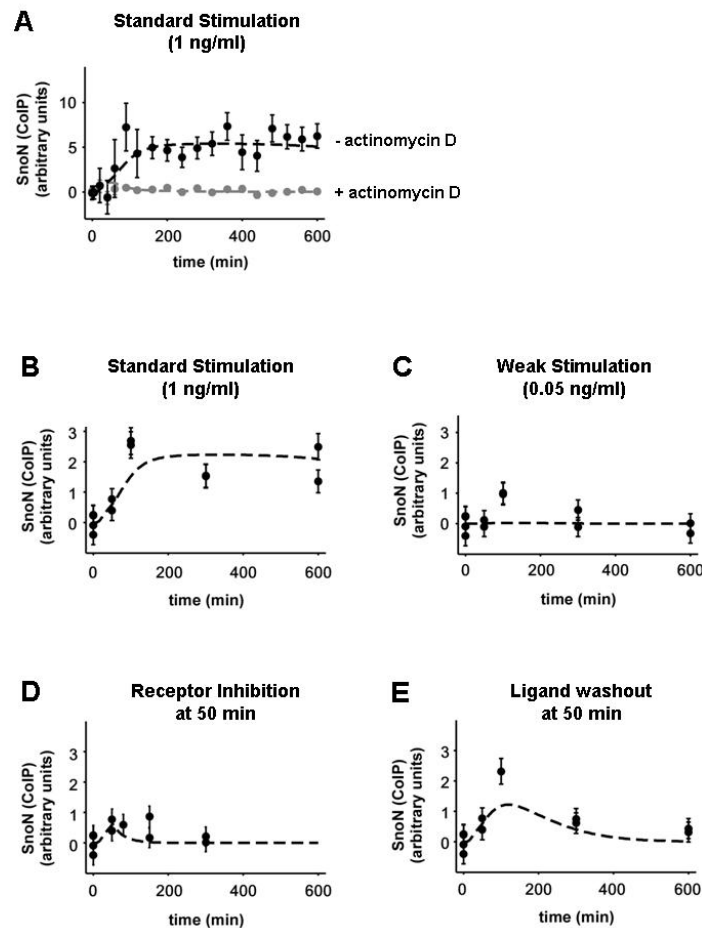 A
Standard Stimulation
(1 ng/ml)
SnoN (CoIP)
(arbitrary units)
10
5
0
- actinomycin D
+ actinomycin D
0 200 400 600
time (min)
B
Standard Stimulation
(1 ng/ml)
SnoN (CoIP)
(arbitrary units)
3
2
1
0
0 200 400 600
time (min)
C
Weak Stimulation
(0.05 ng/ml)
SnoN (CoIP)
(arbitrary units)
3
2
1
0
0 200 400 600
time (min)
D
Receptor Inhibition
at 50 min
SnoN (CoIP)
(arbitrary units)
3
2
1
0
0 200 400 600
time (min)
E
Ligand washout
at 50 min
SnoN (CoIP)
(arbitrary units)
3
2
1
0
0 200 400 600
time (min)